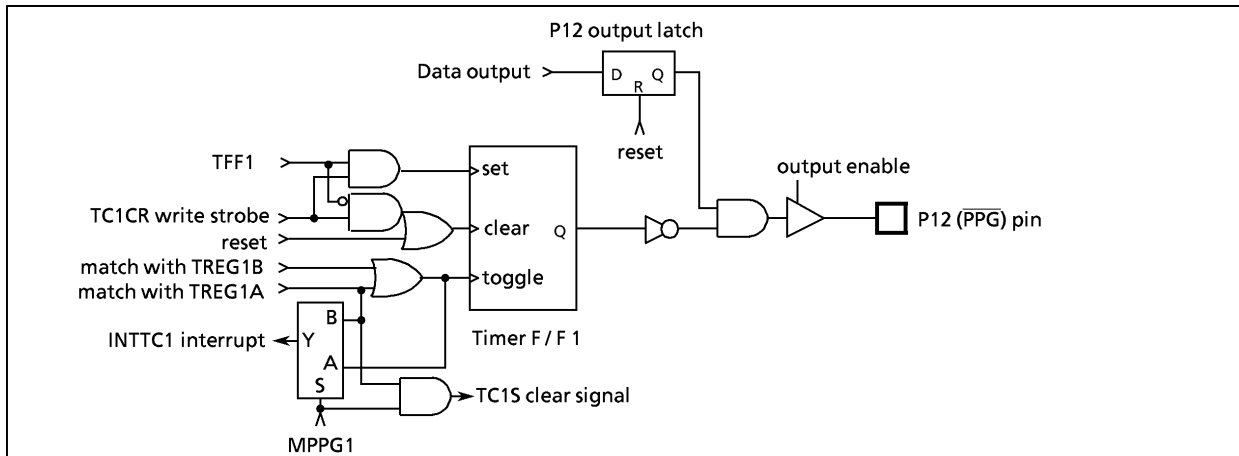 P12 output latch
Data output
D
Q
R
reset
TFF1
set
output enable
TC1CR write strobe
clear
Q
P12 (PPG) pin
reset
match with TREG1B
toggle
match with TREG1A
B
INTTC1 interrupt
Y
Timer F / F 1
A
S
TC1S clear signal
MPPG1